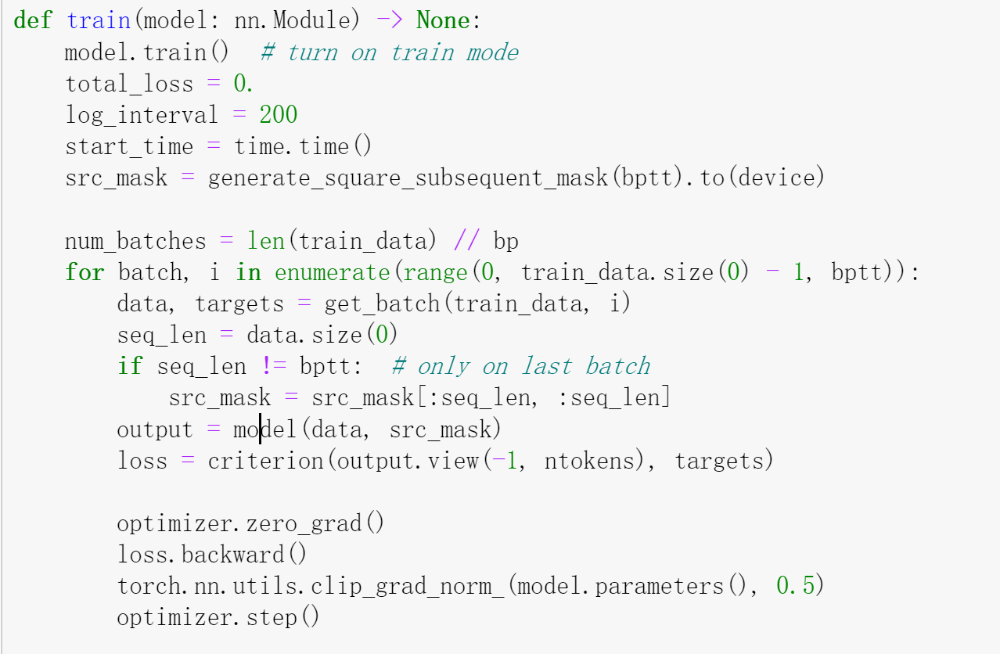 def train(model: nn.Module) -> None:
    model.train()  # turn on train mode
    total_loss = 0.
    log_interval = 200
    start_time = time.time()
    src_mask = generate_square_subsequent_mask(bptt).to(device)

    num_batches = len(train_data) // bp
    for batch, i in enumerate(range(0, train_data.size(0) - 1, bptt)):
        data, targets = get_batch(train_data, i)
        seq_len = data.size(0)
        if seq_len != bptt:  # only on last batch
            src_mask = src_mask[:seq_len, :seq_len]
        output = model(data, src_mask)
        loss = criterion(output.view(-1, ntokens), targets)

        optimizer.zero_grad()
        loss.backward()
        torch.nn.utils.clip_grad_norm_(model.parameters(), 0.5)
        optimizer.step()